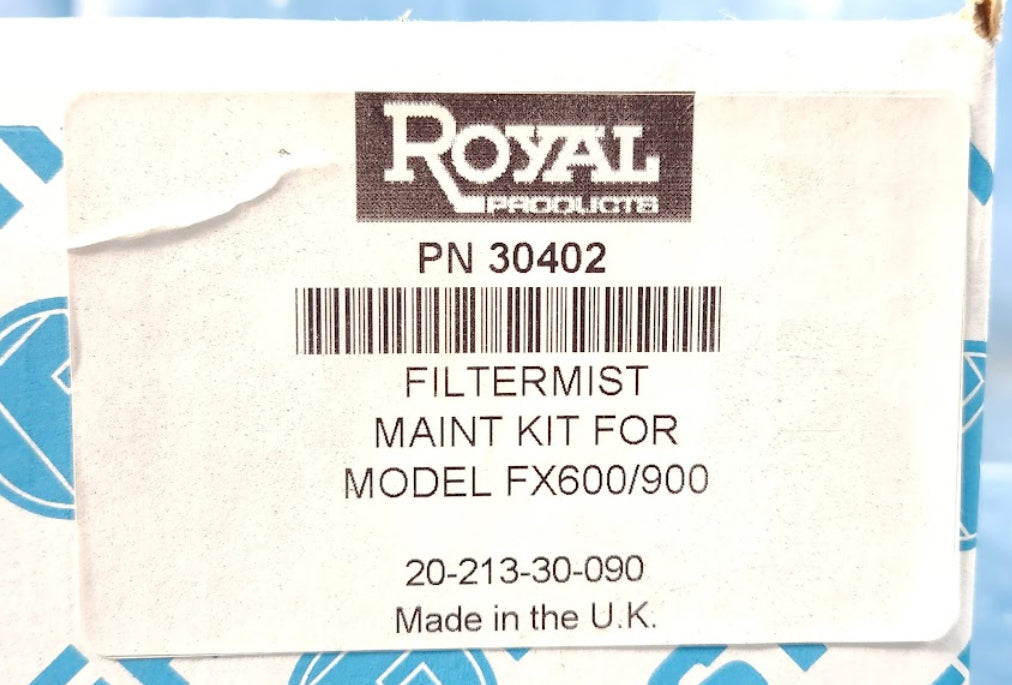 ROYAL
PRODUCTS
PN 30402
FILTERMIST
MAINT KIT FOR
MODEL FX600/900
20-213-30-090
Made in the U.K.